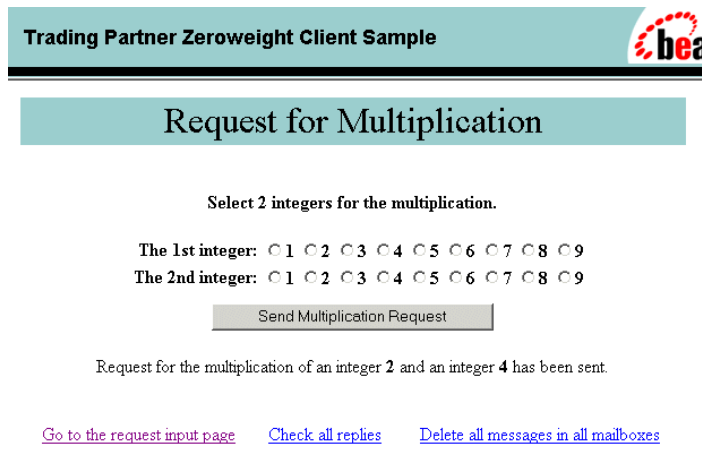 Trading Partner Zeroweight Client Sample
bea
Request for Multiplication
Select 2 integers for the multiplication.
The 1st integer: 1 2 3 4 5 6 7 8 9
The 2nd integer: 1 2 3 4 5 6 7 8 9
Send Multiplication Request
Request for the multiplication of an integer 2 and an integer 4 has been sent.
Go to the request input page Check all replies Delete all messages in all mailboxes